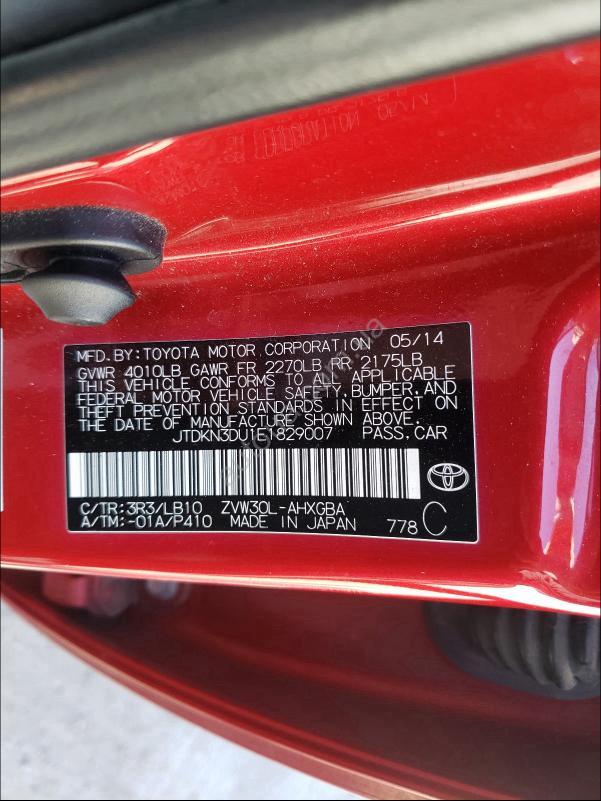 MFD. BY: TOYOTA MOTOR CORPORATION 05/14
GVWR 4010LB GAWR FR 2270LB RR 2175LB
THIS VEHICLE CONFORMS TO ALL APPLICABLE
FEDERAL MOTOR VEHICLE SAFETY, BUMPER, AND
THEFT PREVENTION STANDARDS IN EFFECT ON
THE DATE OF MANUFACTURE SHOWN ABOVE.
JTDKN3DU1E1829007 PASS. CAR
C/TR: 3R3/LB10 ZVW30L-AHXGBA
A/TM: -01A/P410 MADE IN JAPAN 778 C